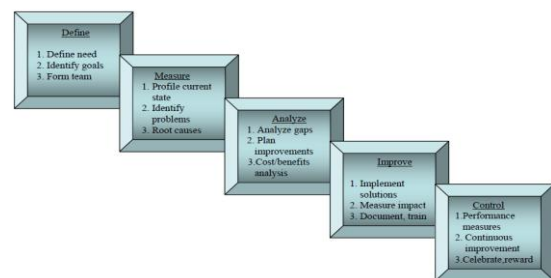 Define
1. Define need
2. Identify goals
3. Form team
Measure
1. Profile current
state
2. Identify
problems
3. Root causes
Analyze
1. Analyze gaps
2. Plan
improvements
3.Cost/benefits
analysis
Improve
1. Implement
solutions
2. Measure impact
3. Document, train
Control
1.Performance
measures
2. Continuous
improvement
3.Celebrate,reward